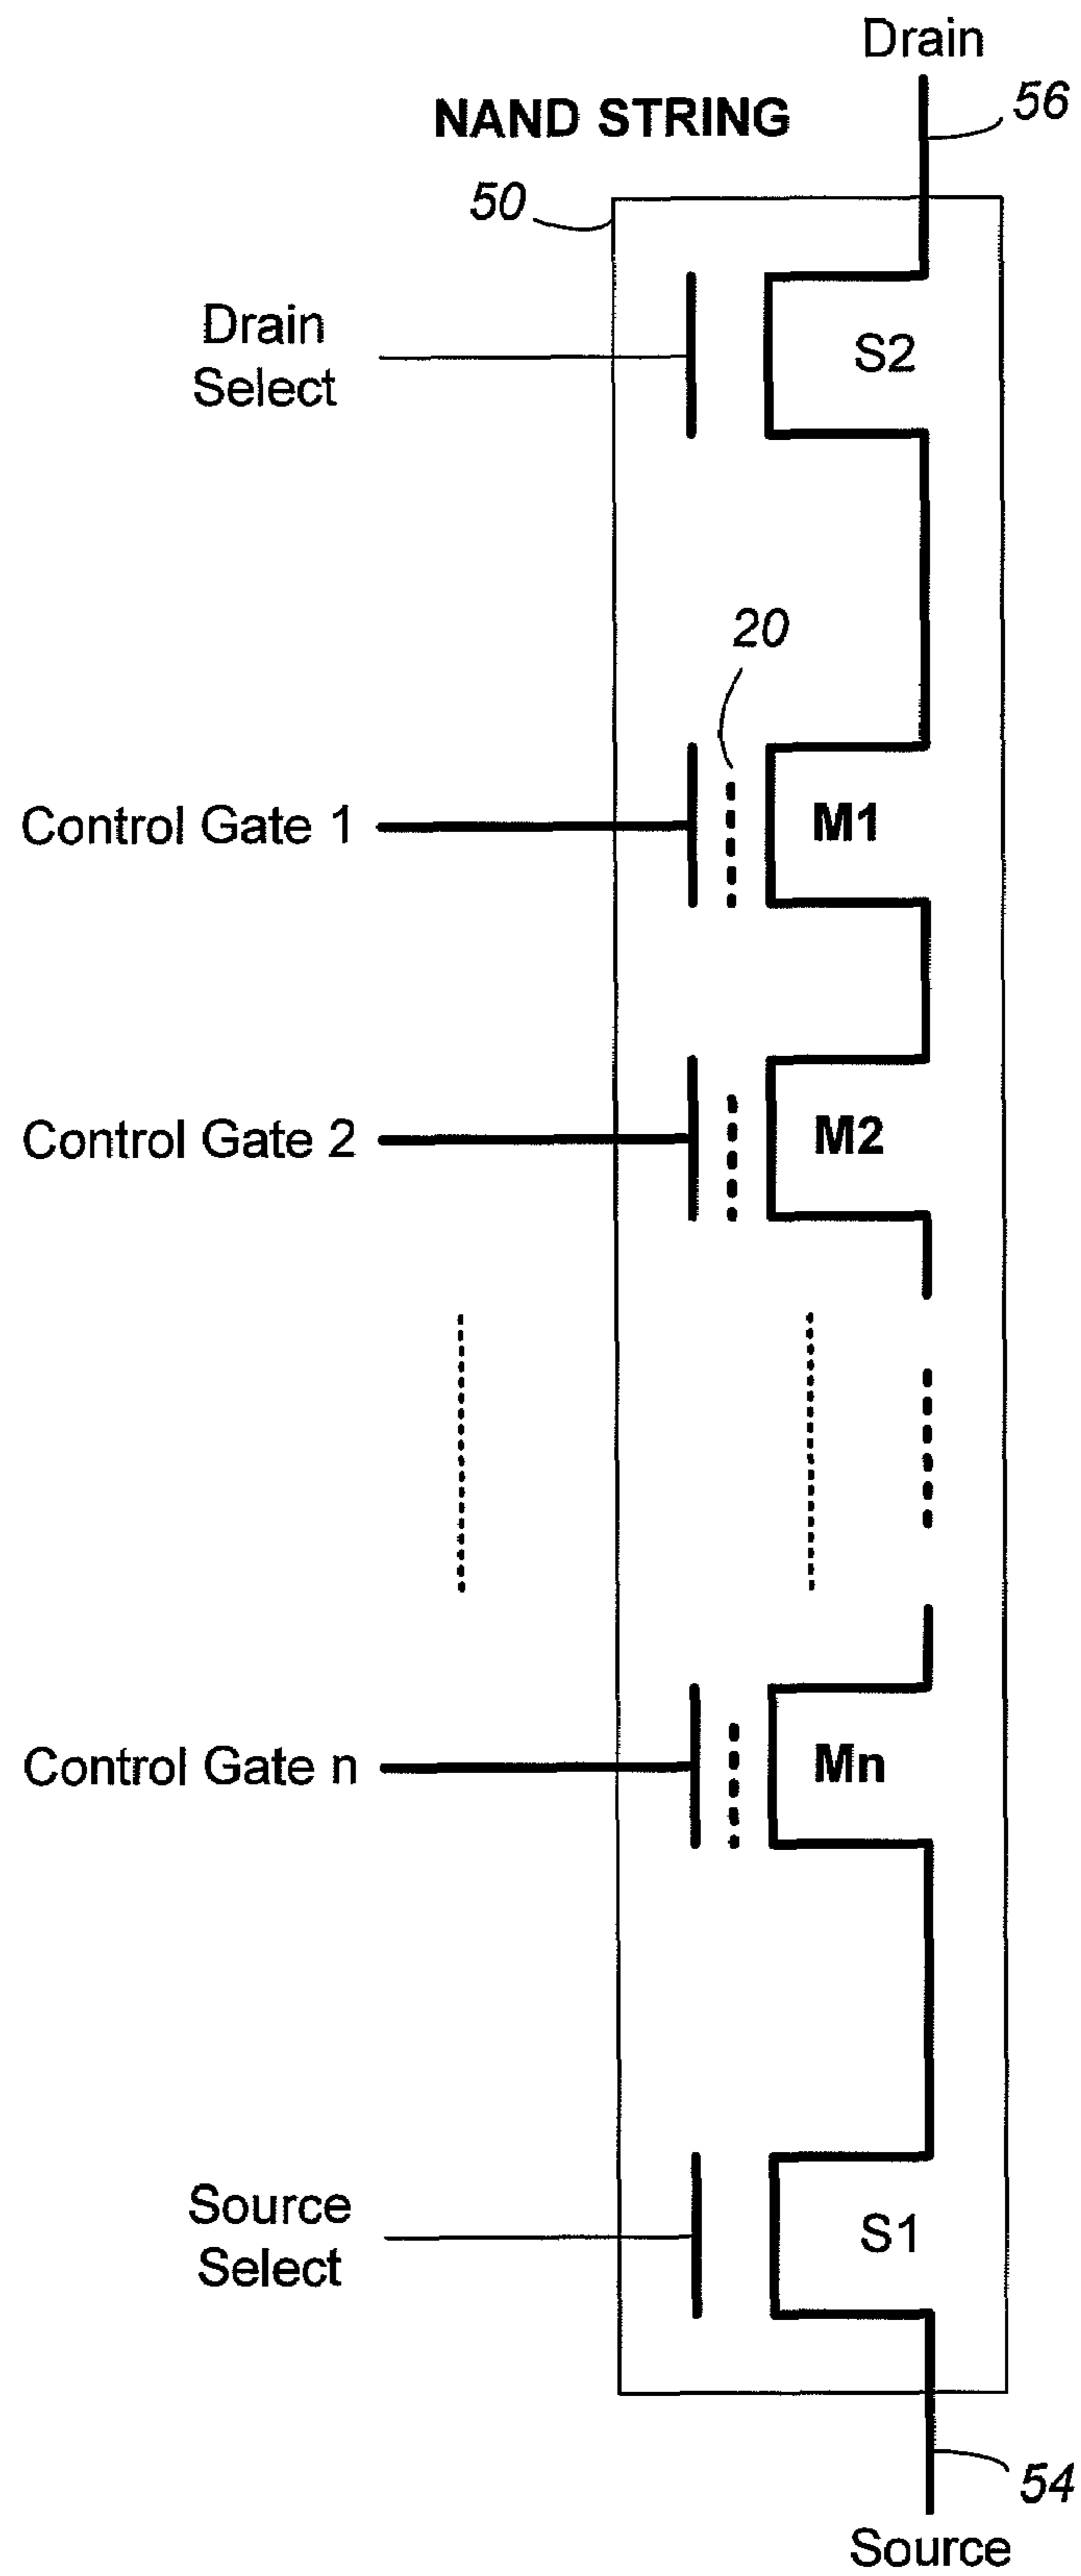 Drain
NAND STRING
56
50
Drain
Select
S2
20
Control Gate 1
M1
Control Gate 2
M2
Control Gate n
Mn
Source
Select
S1
54
Source